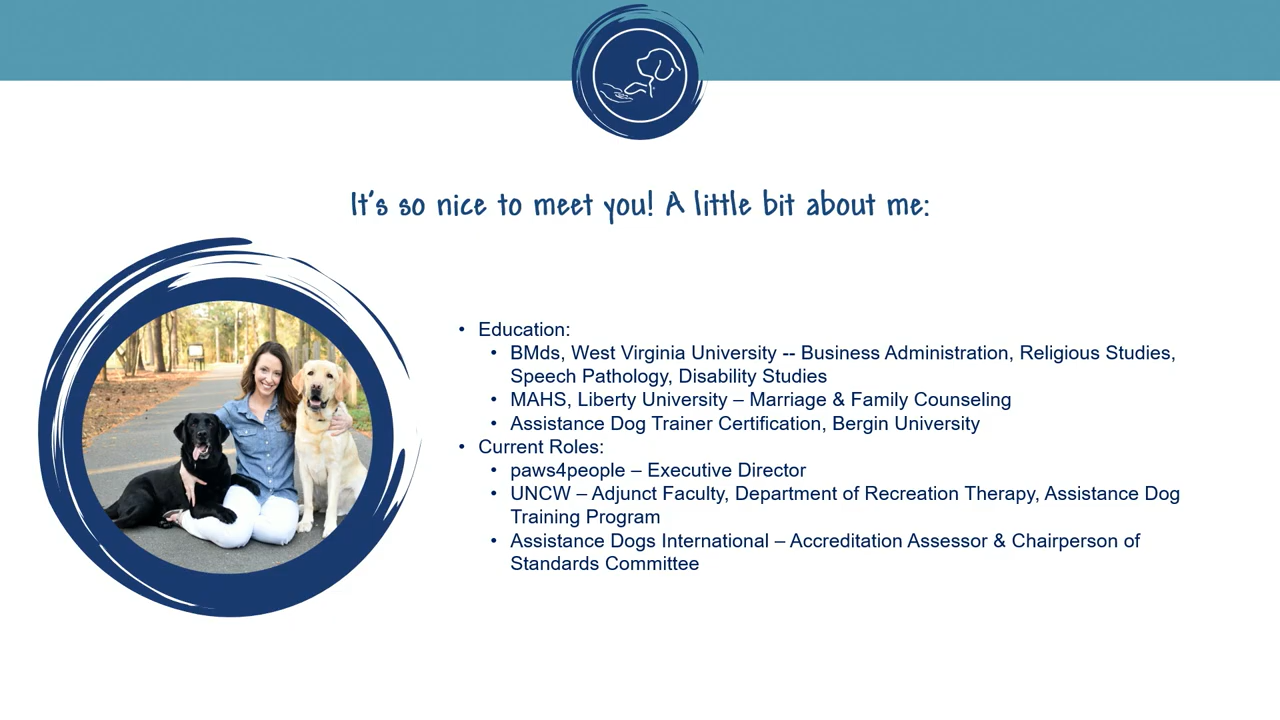 It's so nice to meet you! A little bit about me:
• Education:
• BMds, West Virginia University -- Business Administration, Religious Studies,
Speech Pathology, Disability Studies
• MAHS, Liberty University – Marriage & Family Counseling
• Assistance Dog Trainer Certification, Bergin University
• Current Roles:
• paws4people – Executive Director
• UNCW – Adjunct Faculty, Department of Recreation Therapy, Assistance Dog
Training Program
• Assistance Dogs International – Accreditation Assessor & Chairperson of
Standards Committee